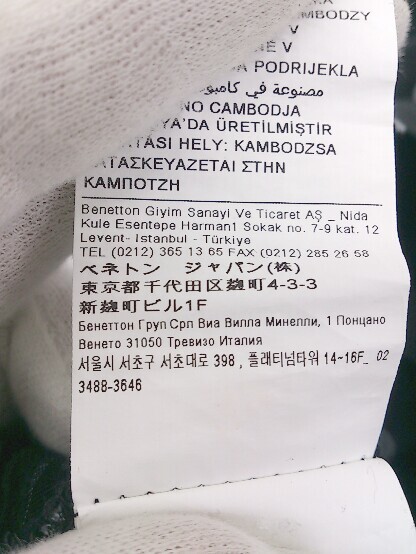 MBODZY
V
E V
A PODRIJEKLA
مصنوعة في كامبو
NO CAMBODJA
YA'DA ÜRETİLMİŞTİR
TASI HELY: KAMBODZSA
ΑΤΑΣΚΕΥΑΖΕΤΑΙ ΣΤΗΝ
ΚΑΜΠΟΤΖΗ
Benetton Giyim Sanayi Ve Ticaret AŞ _ Nida
Kule Esentepe Harman1 Sokak no. 7-9 kat. 12
Levent- Istanbul - Türkiye
TEL (0212) 365 13 65 FAX (0212) 285 26 58
ベネトン ジャパン(株)
東京都千代田区麹町4-3-3
新麹町ビル1F
Бенеттон Груп Срл Виа Вилла Минелли, 1 Понцано
Венето 31050 Тревизо Италия
서울시 서초구 서초대로 398 , 플래티넘타워 14~16F_ 02
3488-3646